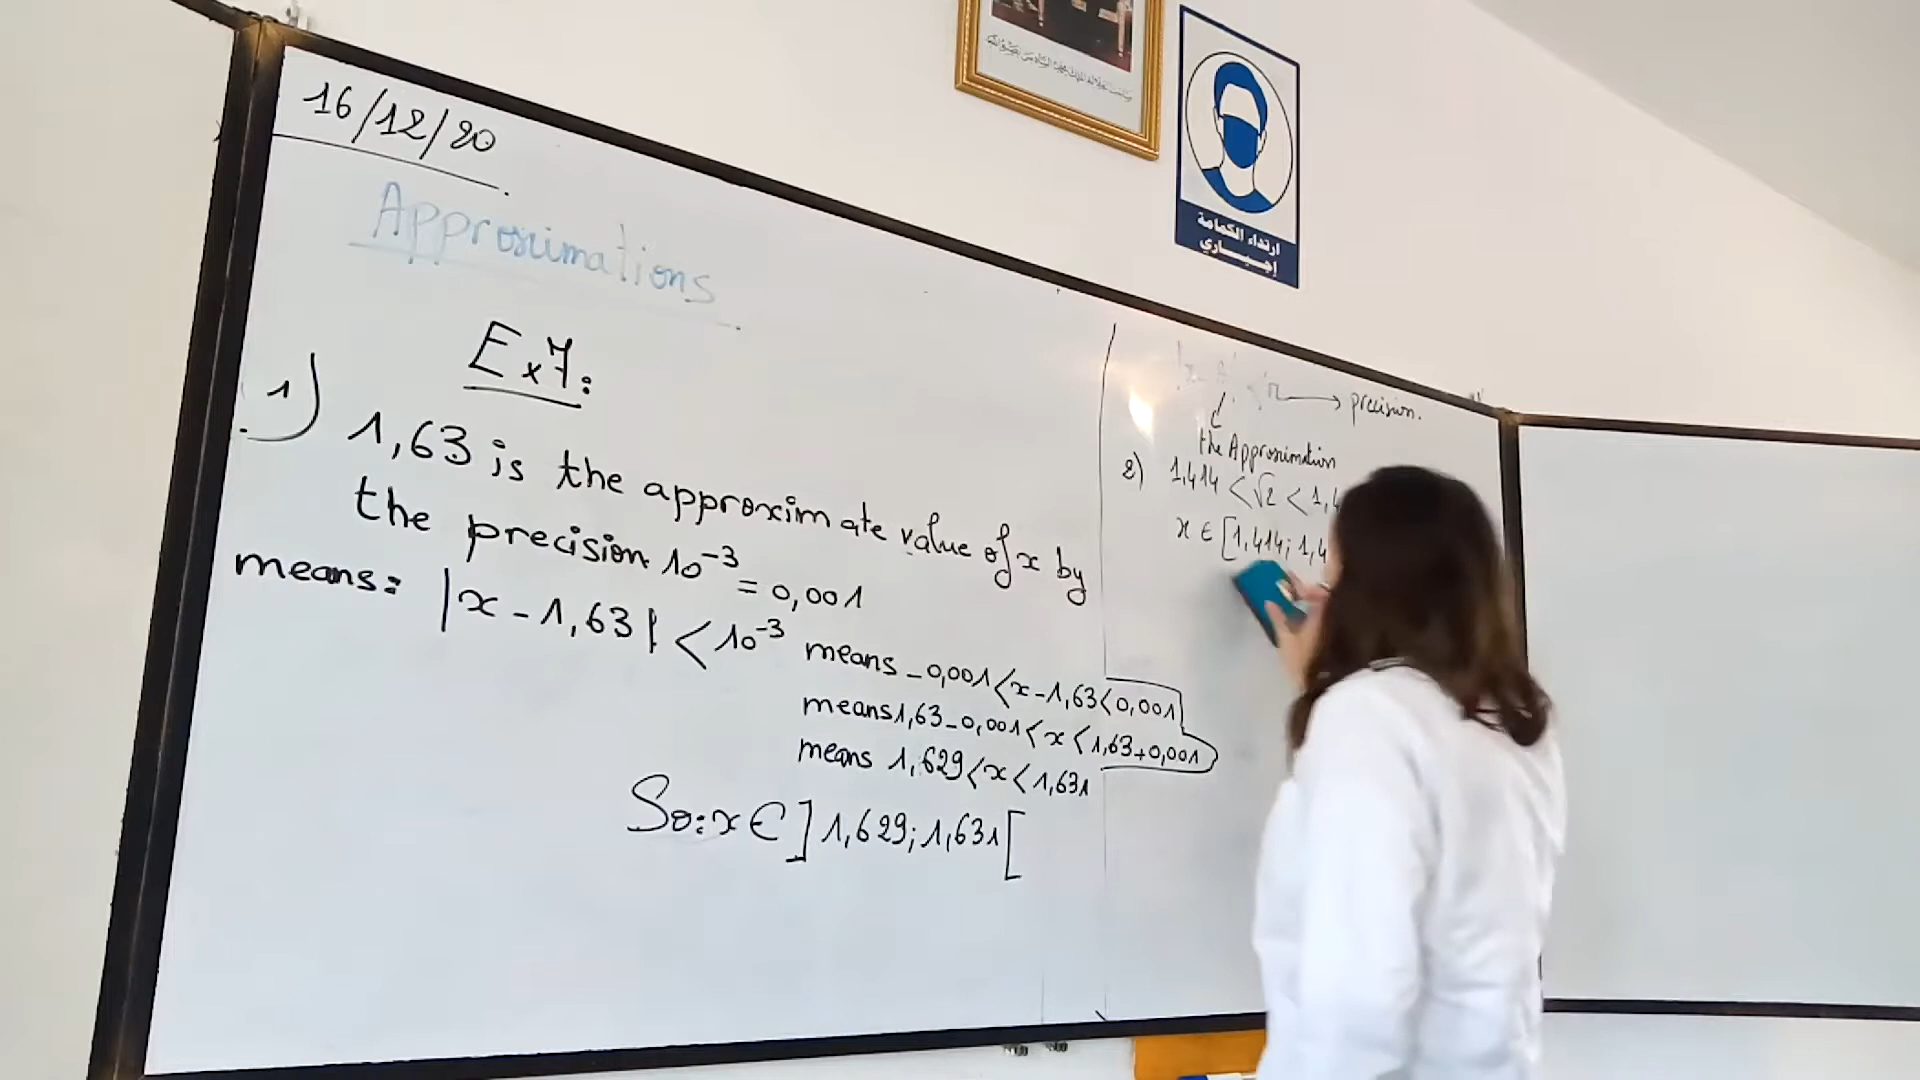 16/12/20
Approximations
Ex7:
1) 1,63 is the approximate value of x by
the precision 10⁻³ = 0,001
means: |x - 1,63| < 10⁻³ means -0,001 < x - 1,63 < 0,001
means 1,63 - 0,001 < x < 1,63 + 0,001
means 1,629 < x < 1,631
So: x ∈ ]1,629; 1,631[
precision.
the Approximation
2) 1,414 < √2 < 1,4
x ∈ [1,414; 1,4
ارتداء الكمامة
إجبـــاري